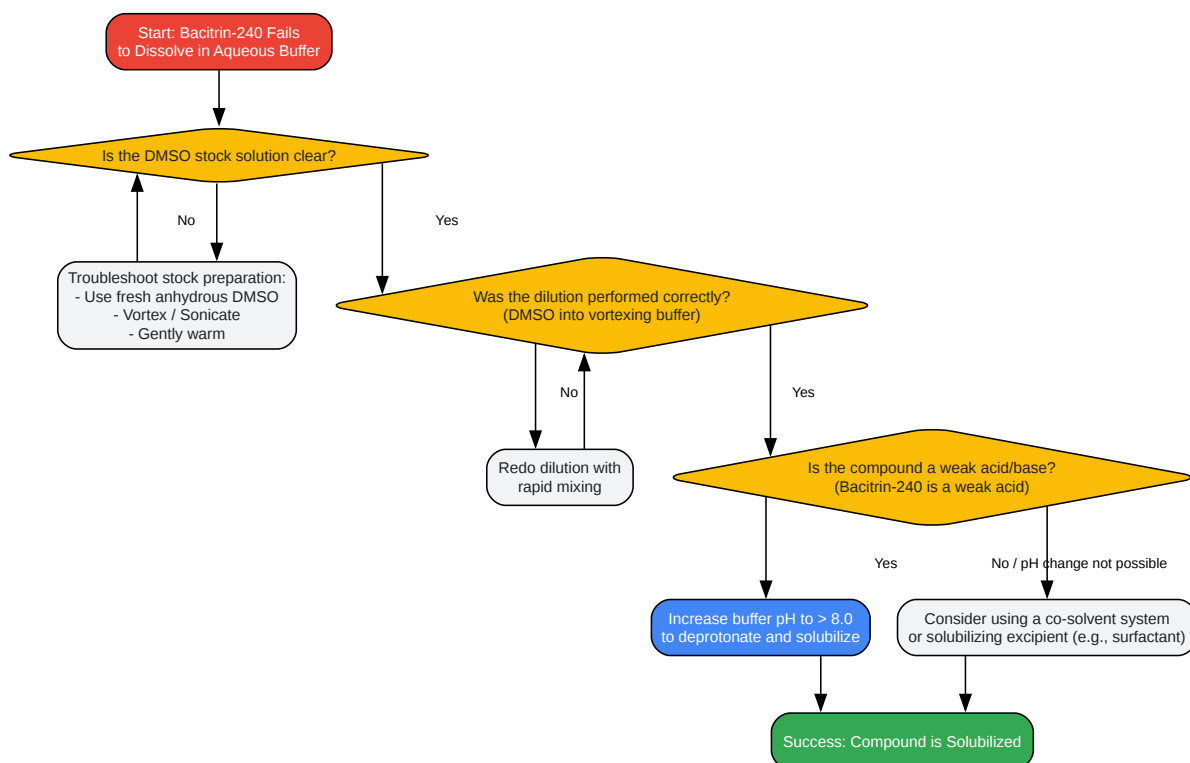 Start: Bacitrin-240 Fails
to Dissolve in Aqueous Buffer
Is the DMSO stock solution clear?
No
Yes
Troubleshoot stock preparation:
- Use fresh anhydrous DMSO
- Vortex / Sonicate
- Gently warm
Was the dilution performed correctly?
(DMSO into vortexing buffer)
No
Yes
Redo dilution with
rapid mixing
Is the compound a weak acid/base?
(Bacitrin-240 is a weak acid)
Yes
No / pH change not possible
Increase buffer pH to > 8.0
to deprotonate and solubilize
Consider using a co-solvent system
or solubilizing excipient (e.g., surfactant)
Success: Compound is Solubilized